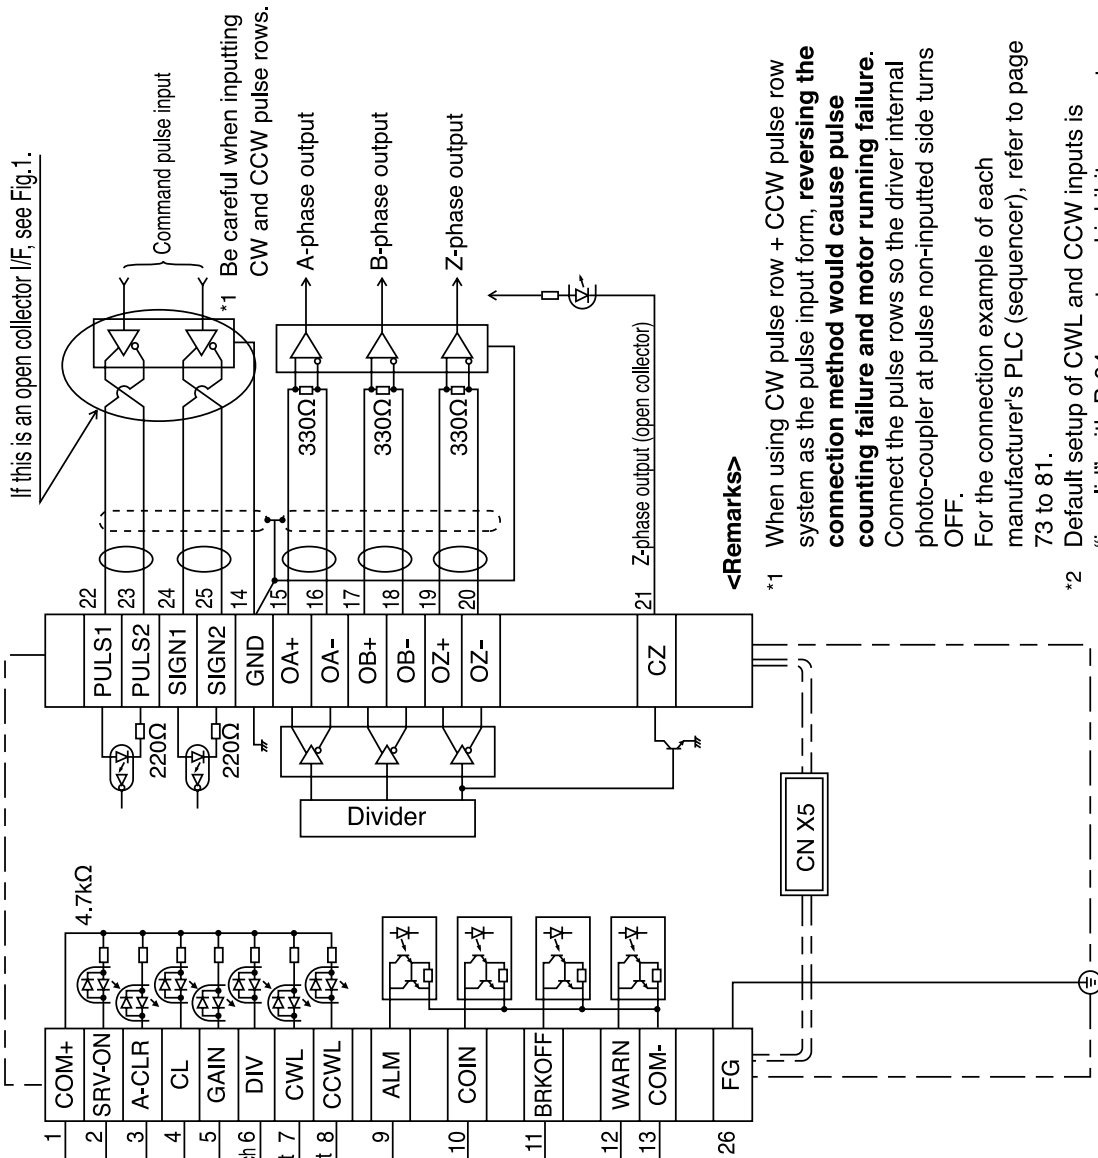 If this is an open collector I/F, see Fig.1.
Command pulse input
*1 Be careful when inputting
CW and CCW pulse rows.
A-phase output
B-phase output
Z-phase output
330Ω
330Ω
330Ω
Z-phase output (open collector)
22
23
24
25
14
15
16
17
18
19
20
21
PULS1
PULS2
SIGN1
SIGN2
GND
OA+
OA-
OB+
OB-
OZ+
OZ-
CZ
220Ω
220Ω
Divider
CN X5
4.7kΩ
1 COM+
2 SRV-ON
3 A-CLR
4 CL
5 GAIN
6 DIV
7 CWL
8 CCWL
9 ALM
10 COIN
11 BRKOFF
12 WARN
13 COM-
26 FG
<Remarks>
*1 When using CW pulse row + CCW pulse row
system as the pulse input form, reversing the
connection method would cause pulse
counting failure and motor running failure.
Connect the pulse rows so the driver internal
photo-coupler at pulse non-inputted side turns
OFF.
For the connection example of each
manufacturer's PLC (sequencer), refer to page
73 to 81.
*2 Default setup of CWL and CCW inputs is